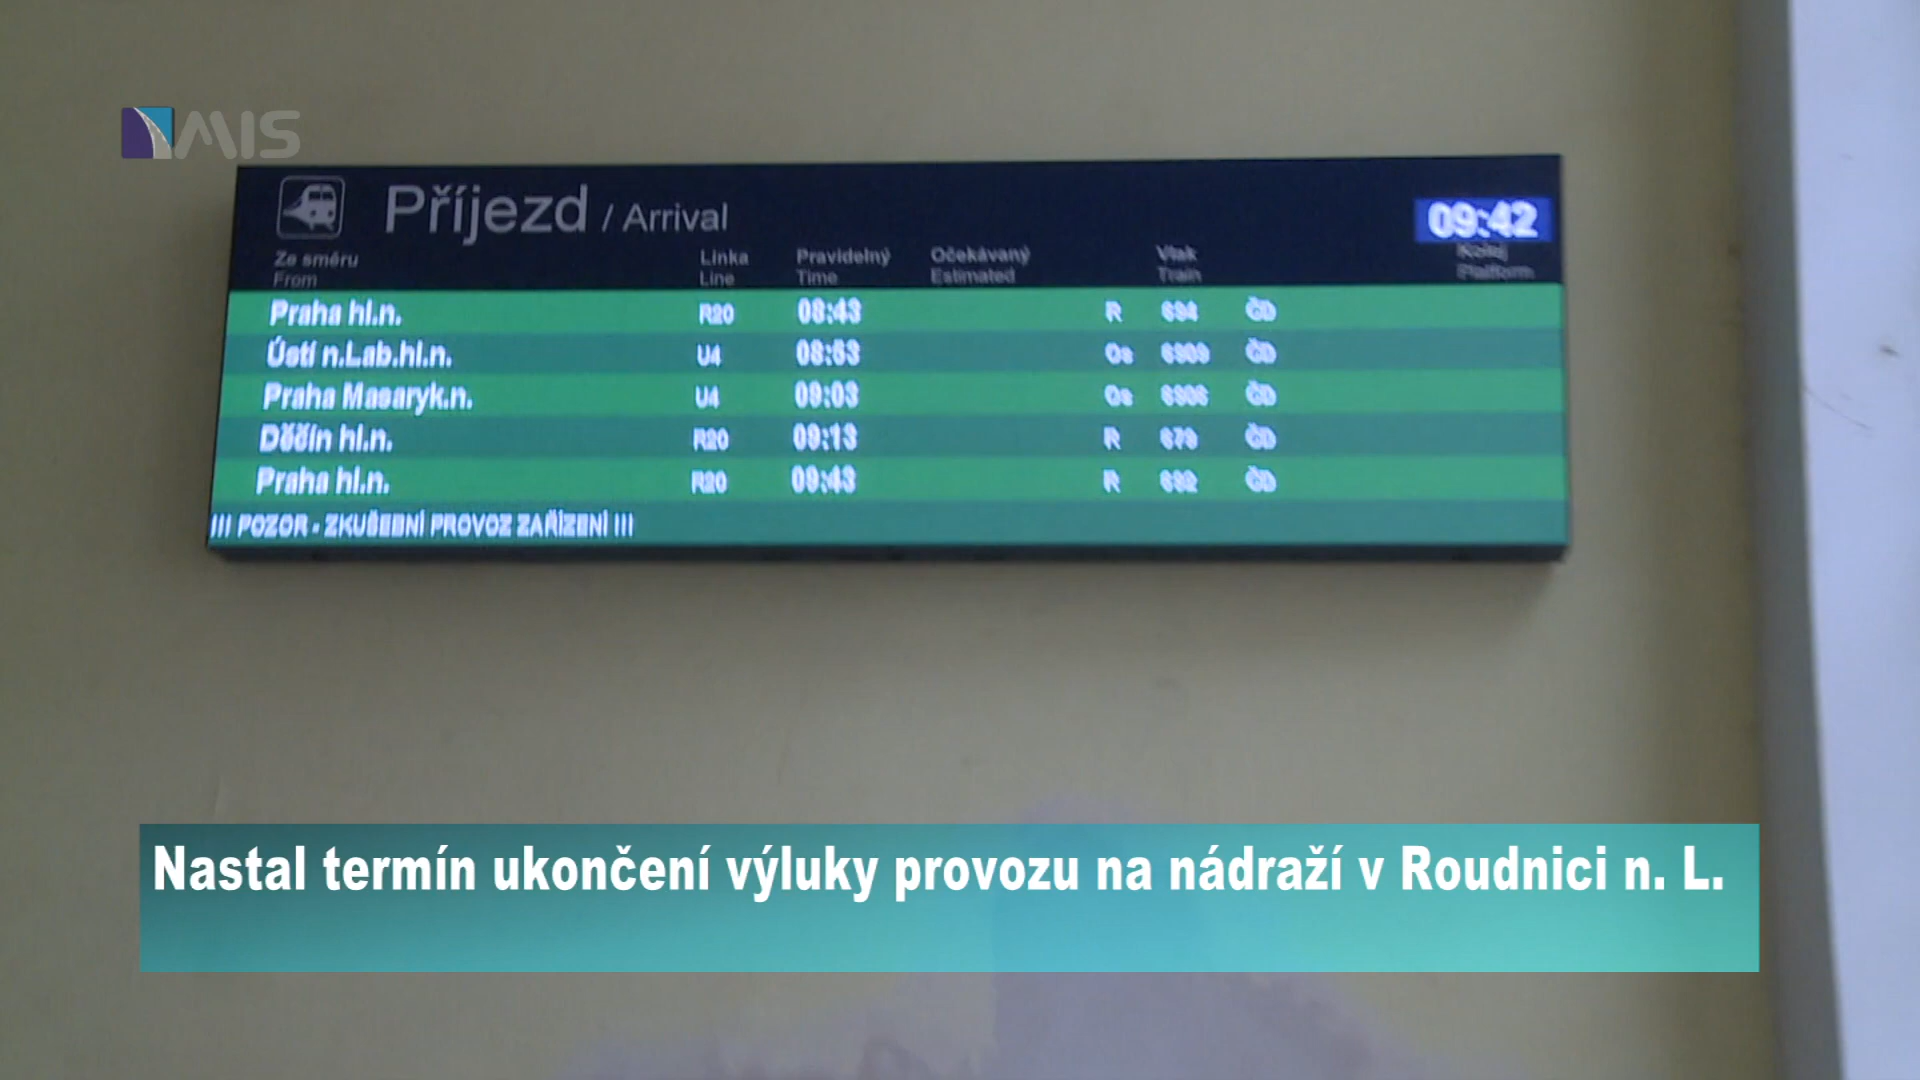 MIS
Příjezd / Arrival
09:42
Ze směru Linka Pravidelný Očekávaný Vlak Kolej
From Line Time Estimated Train Platform
Praha hl.n. R20 08:43 R ČD
Ústí n.Lab.hl.n. U4 08:53 Os ČD
Praha Masaryk.n. U4 09:03 Os ČD
Děčín hl.n. R20 09:13 R 679 ČD
Praha hl.n. R20 09:43 R 692 ČD
!!! POZOR - ZKUŠEBNÍ PROVOZ ZAŘÍZENÍ !!!
Nastal termín ukončení výluky provozu na nádraží v Roudnici n. L.